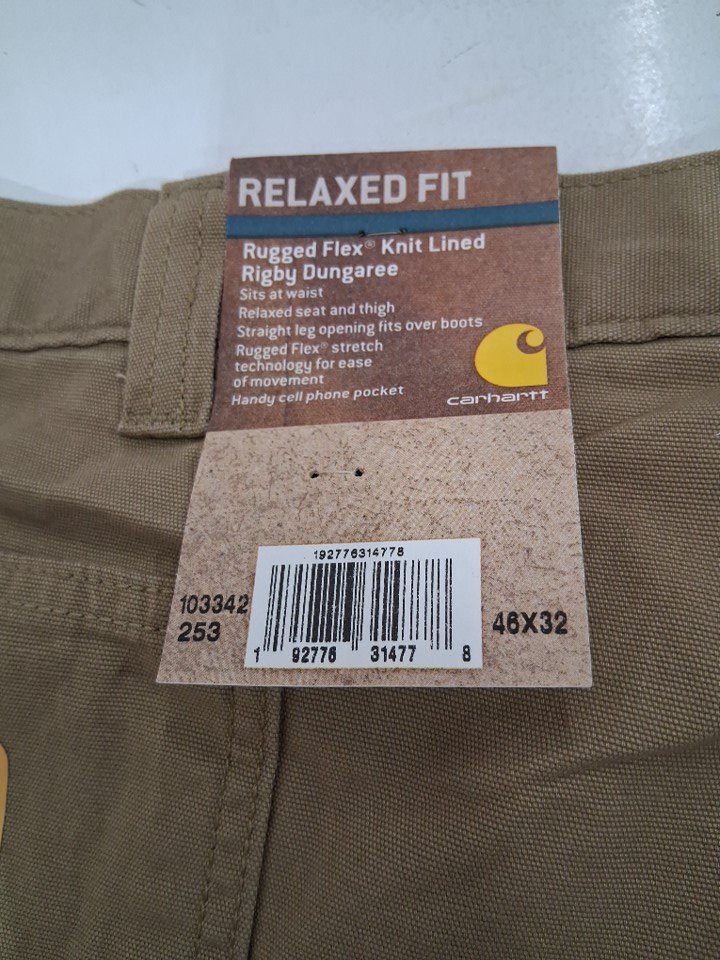 RELAXED FIT
Rugged Flex® Knit Lined
Rigby Dungaree
Sits at waist
Relaxed seat and thigh
Straight leg opening fits over boots
Rugged Flex® stretch
technology for ease
of movement
Handy cell phone pocket
carhartt
192776314778
103342
253
46X32
1 92776 31477 8